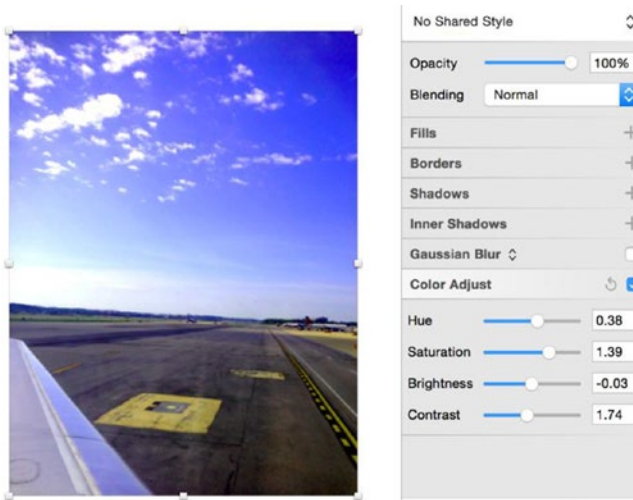 No Shared Style
Opacity 100%
Blending Normal
Fills
Borders
Shadows
Inner Shadows
Gaussian Blur
Color Adjust
Hue 0.38
Saturation 1.39
Brightness -0.03
Contrast 1.74